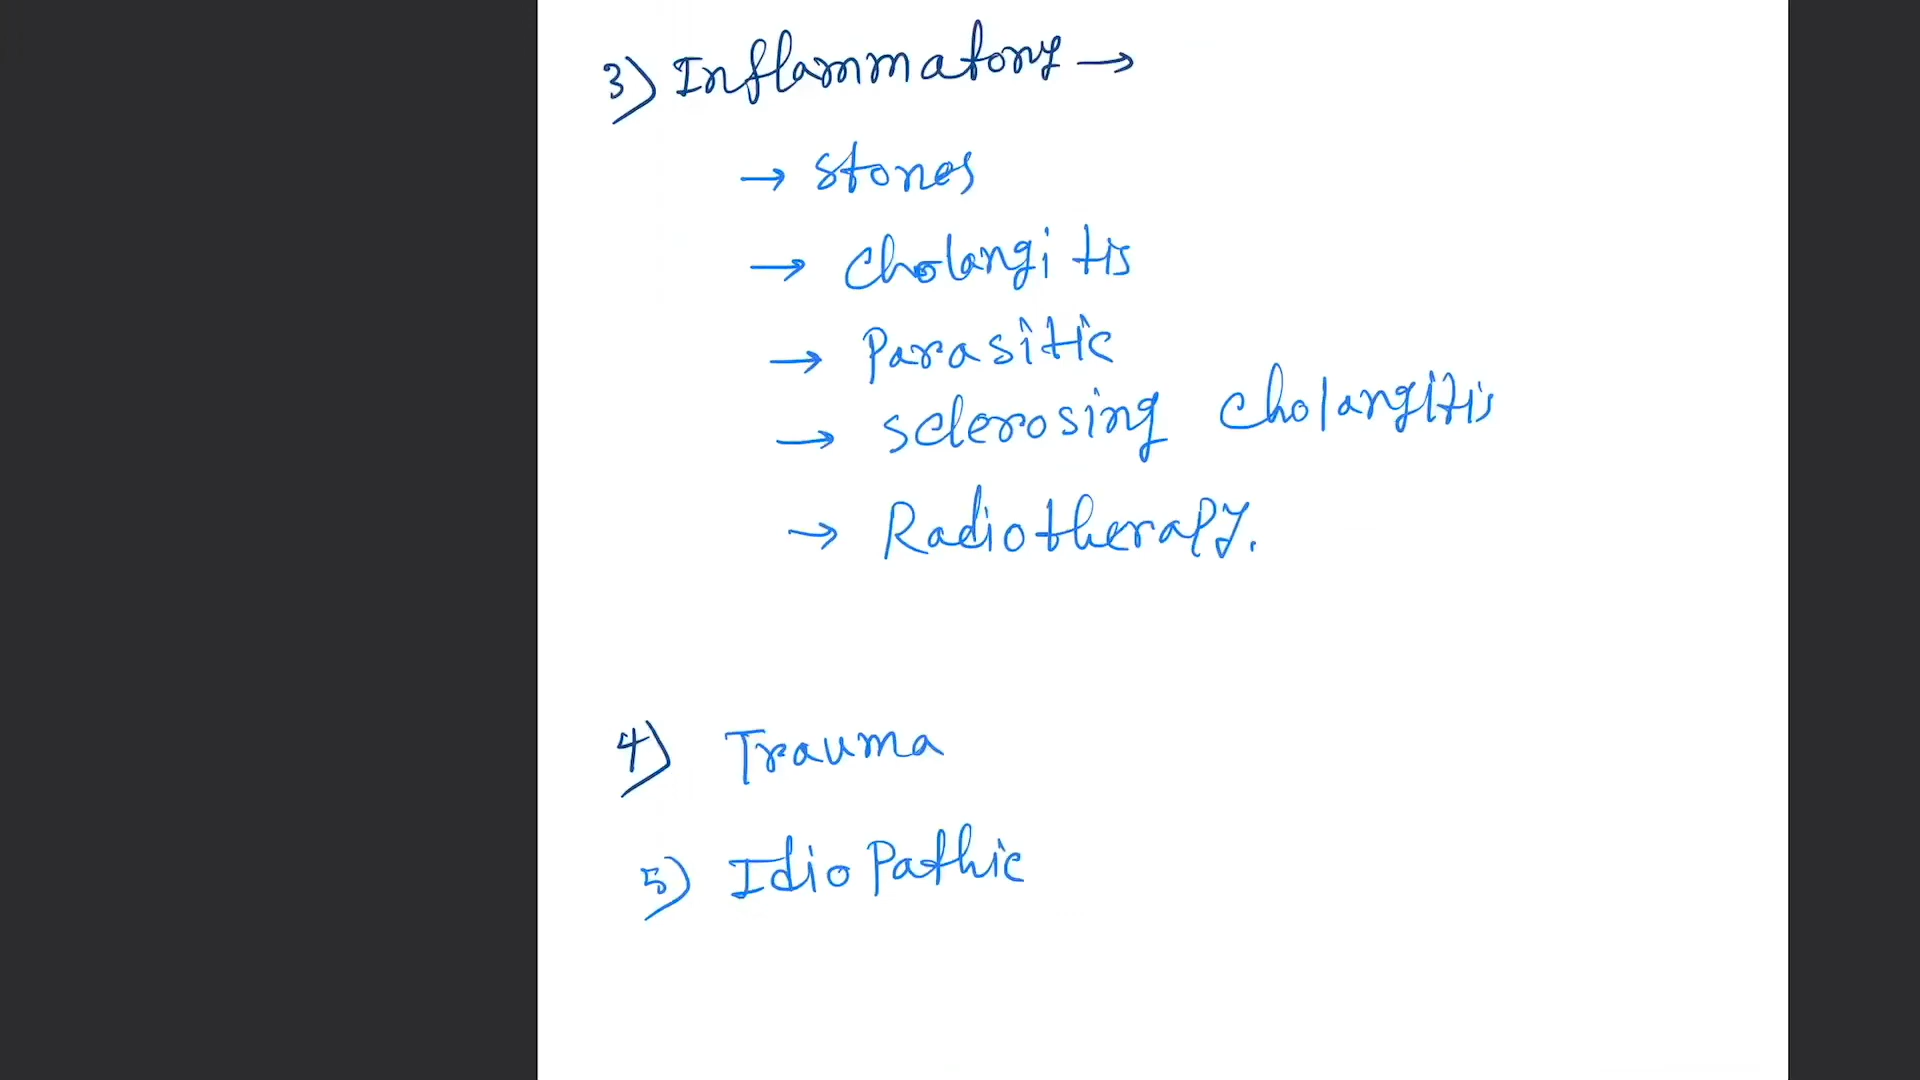 3) Inflammatory →
→ stones
→ cholangitis
→ Parasitic
→ sclerosing cholangitis
→ Radiotherapy.
4) Trauma
5) Idiopathic